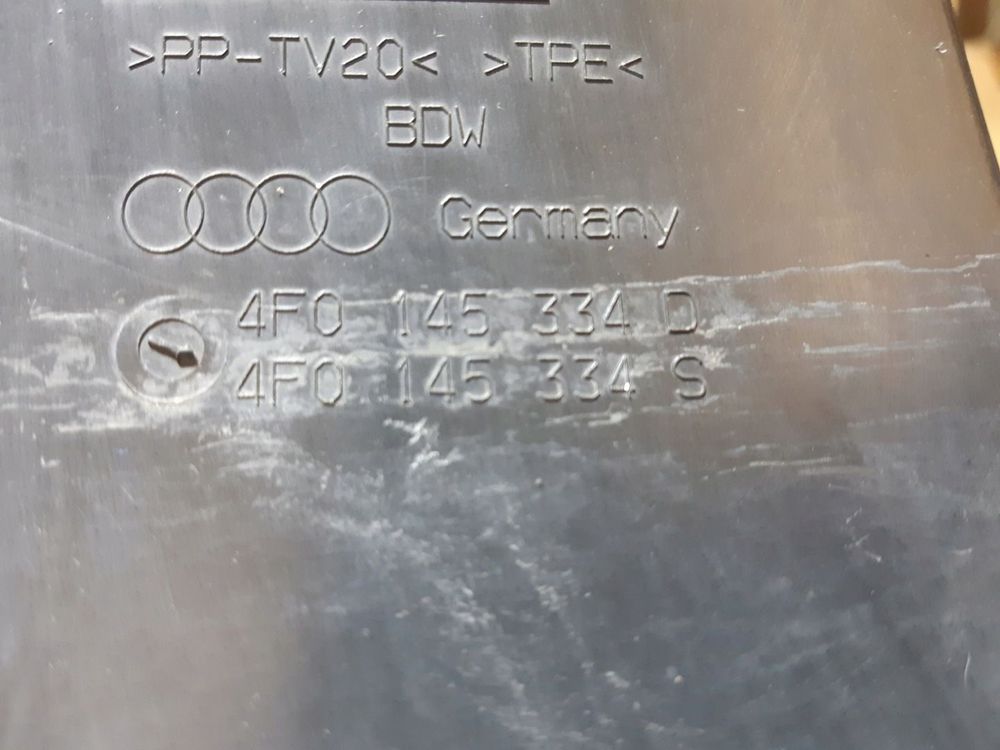 >PP-TV20< >TPE<
BDW
Germany
4F0 145 334 D
4F0 145 334 S